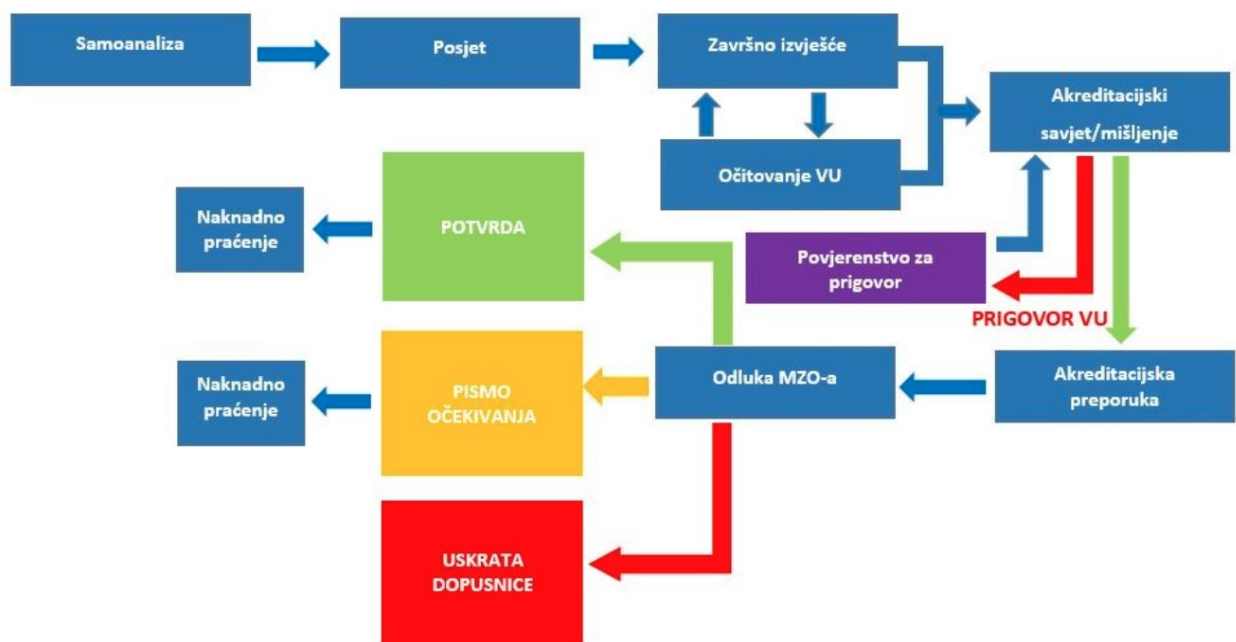 Samoanaliza
Posjet
Završno izvješće
Akreditacijski
savjet/mišljenje
Očitovanje VU
Naknadno
praćenje
POTVRDA
Povjerenstvo za
prigovor
PRIGOVOR VU
Naknadno
praćenje
PISMO
OČEKIVANJA
Odluka MZO-a
Akreditacijska
preporuka
USKRATA
DOPUSNICE